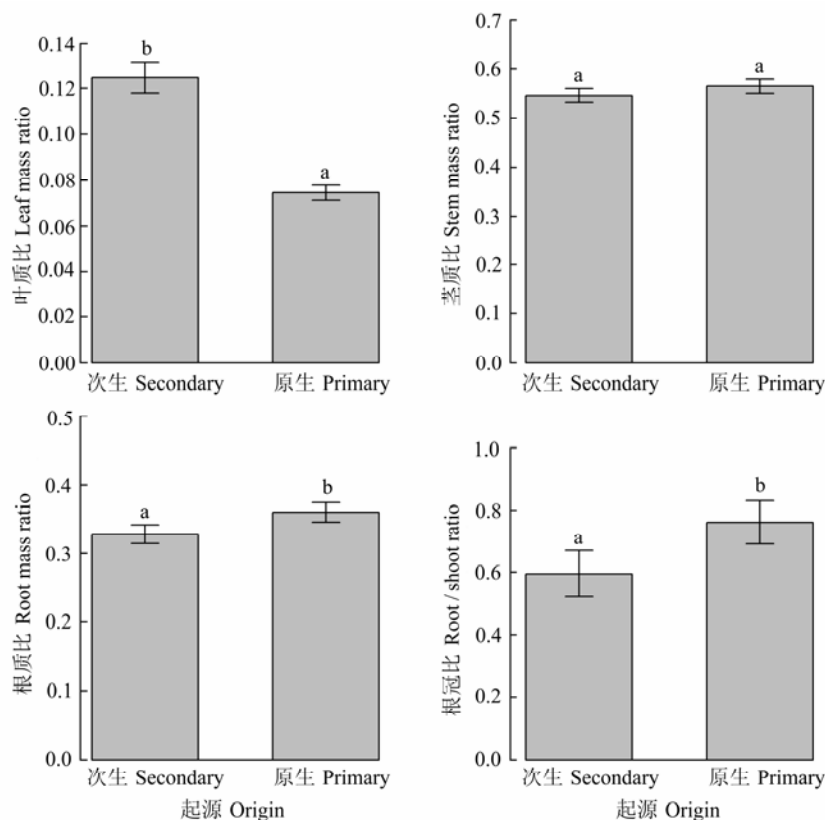 叶质比 Leaf mass ratio
0.14
0.12
0.10
0.08
0.06
0.04
0.02
0.00
b
a
次生 Secondary
原生 Primary
茎质比 Stem mass ratio
0.7
0.6
0.5
0.4
0.3
0.2
0.1
0.0
a
a
次生 Secondary
原生 Primary
根质比 Root mass ratio
0.5
0.4
0.3
0.2
0.1
0.0
a
b
次生 Secondary
原生 Primary
起源 Origin
根冠比 Root / shoot ratio
1.0
0.8
0.6
0.4
0.2
0.0
a
b
次生 Secondary
原生 Primary
起源 Origin